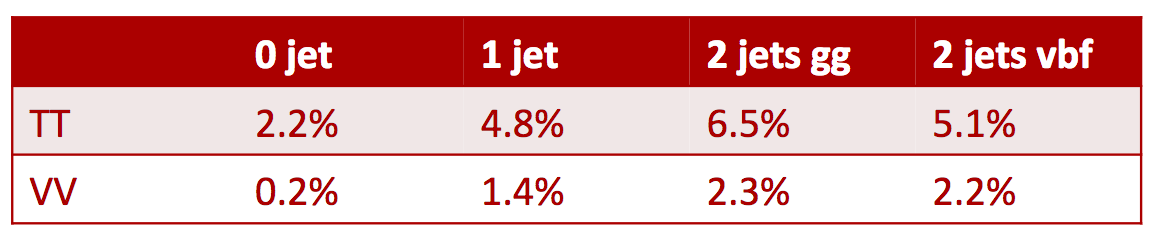 0 jet 1 jet 2 jets gg 2 jets vbf
TT 2.2% 4.8% 6.5% 5.1%
VV 0.2% 1.4% 2.3% 2.2%